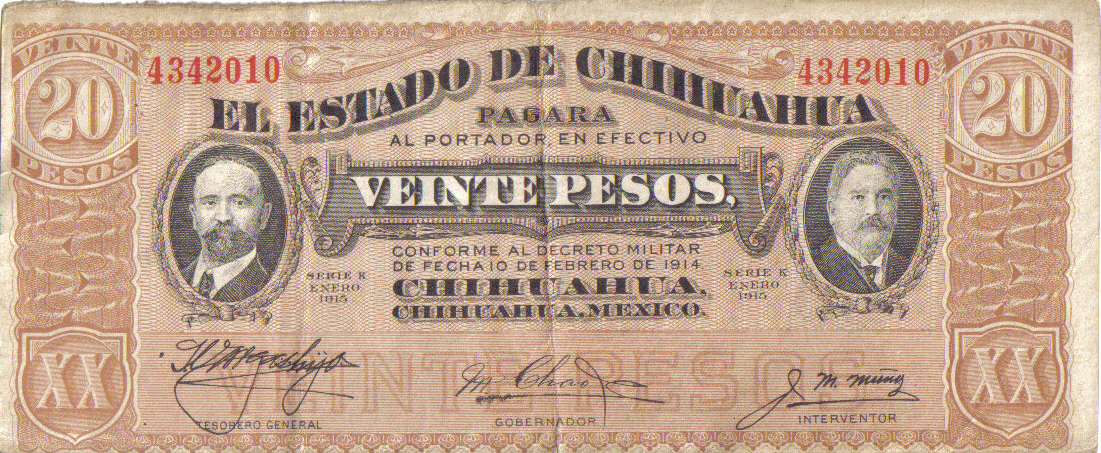 VEINTE
20
PESOS
4342010
EL ESTADO DE CHIHUAHUA
4342010
VEINTE
20
PESOS
PAGARA
AL PORTADOR, EN EFECTIVO
VEINTE PESOS,
CONFORME AL DECRETO MILITAR
DE FECHA 10 DE FEBRERO DE 1914.
CHIHUAHUA,
CHIHUAHUA, MEXICO.
SERIE K
ENERO
1915
SERIE K
ENERO
1915
VEINTE PESOS
XX
XX
TESORERO GENERAL
M Chao
GOBERNADOR
J. M. Muñoz
INTERVENTOR